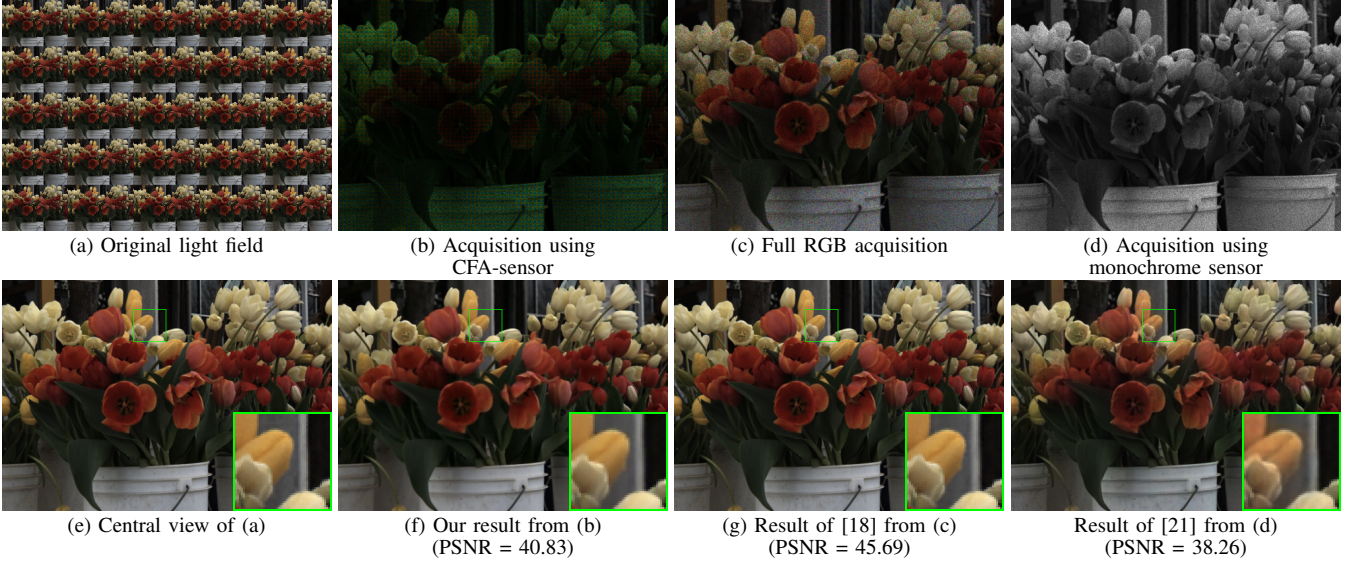 (a) Original light field
(b) Acquisition using
CFA-sensor
(c) Full RGB acquisition
(d) Acquisition using
monochrome sensor
(e) Central view of (a)
(f) Our result from (b)
(PSNR = 40.83)
(g) Result of [18] from (c)
(PSNR = 45.69)
Result of [21] from (d)
(PSNR = 38.26)